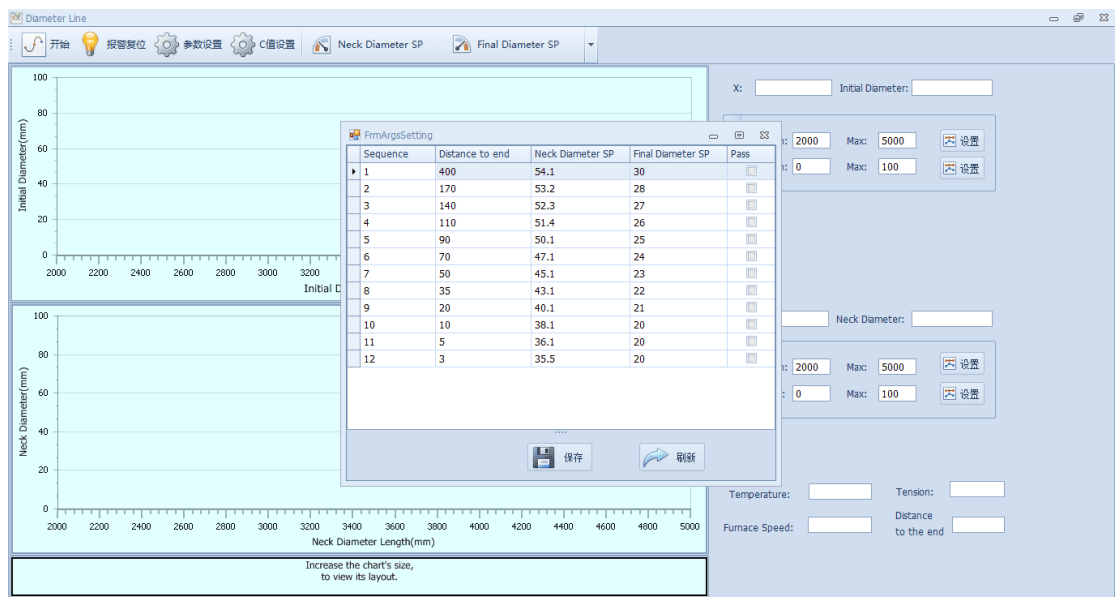 Diameter Line
开始 报警复位 参数设置 C值设置 Neck Diameter SP Final Diameter SP
100
80
60
40
20
0
Initial Diameter(mm)
2000 2200 2400 2600 2800 3000 3200
Initial D
X: Initial Diameter:
2000 Max: 5000 设置
0 Max: 100 设置
FrmArgsSetting
Sequence Distance to end Neck Diameter SP Final Diameter SP Pass
1 400 54.1 30
2 170 53.2 28
3 140 52.3 27
4 110 51.4 26
5 90 50.1 25
6 70 47.1 24
7 50 45.1 23
8 35 43.1 22
9 20 40.1 21
10 10 38.1 20
11 5 36.1 20
12 3 35.5 20
保存 刷新
100
80
60
40
20
0
Neck Diameter(mm)
2000 2200 2400 2600 2800 3000 3200 3400 3600 3800 4000 4200 4400 4600 4800 5000
Neck Diameter Length(mm)
Neck Diameter:
2000 Max: 5000 设置
0 Max: 100 设置
Temperature: Tension:
Furnace Speed: Distance
to the end
Increase the chart's size,
to view its layout.